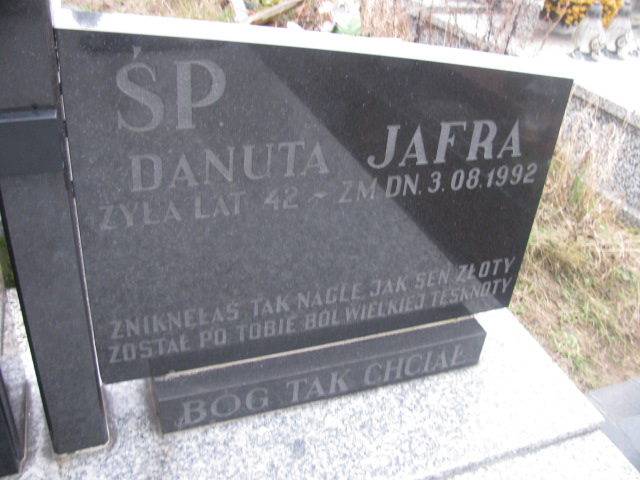 ŚP.
DANUTA JAFRA
ŻYŁA LAT 42 - ZM DN. 3.08.1992
ZNIKNĘŁAŚ TAK NAGLE, JAK SEN ZŁOTY
ZOSTAŁ PO TOBIE BÓL WIELKIEJ TĘSKNOTY
BÓG TAK CHCIAŁ